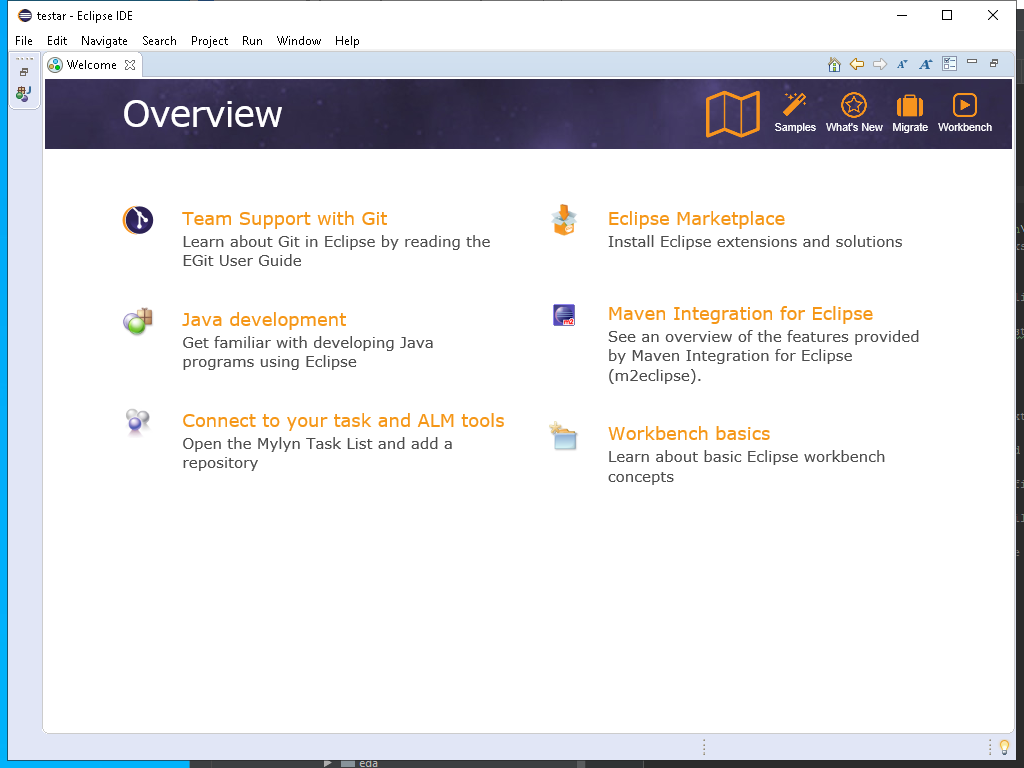 testar - Eclipse IDE
File Edit Navigate Search Project Run Window Help
Welcome
Overview
Samples What's New Migrate Workbench
Team Support with Git
Learn about Git in Eclipse by reading the
EGit User Guide
Java development
Get familiar with developing Java
programs using Eclipse
Connect to your task and ALM tools
Open the Mylyn Task List and add a
repository
Eclipse Marketplace
Install Eclipse extensions and solutions
Maven Integration for Eclipse
See an overview of the features provided
by Maven Integration for Eclipse
(m2eclipse).
Workbench basics
Learn about basic Eclipse workbench
concepts
eda